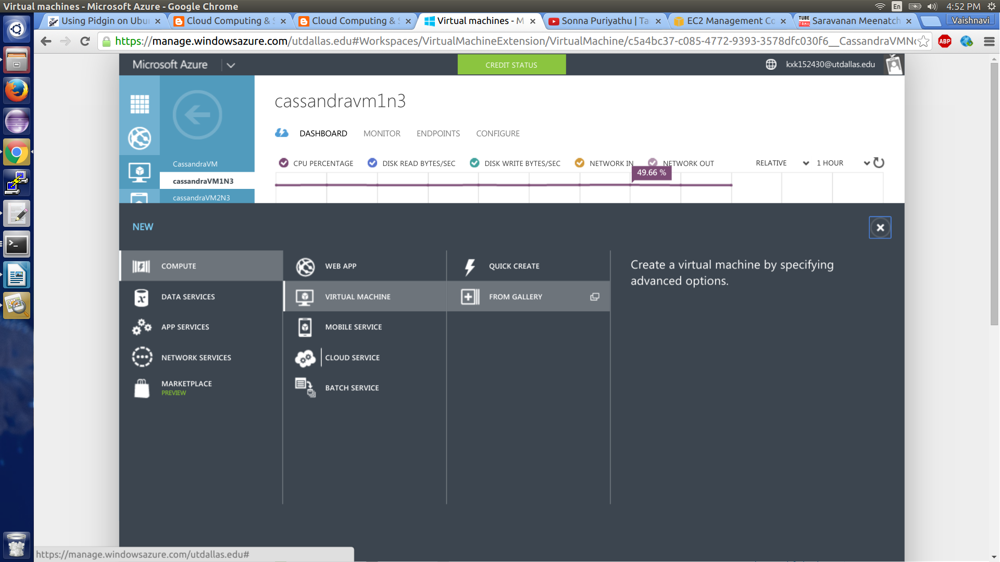 Virtual machines - Microsoft Azure - Google Chrome
En
4:52 PM
Using Pidgin on Ubu
Cloud Computing & S
Cloud Computing & S
Virtual machines - M
Sonna Puriyathu | Ta
EC2 Management Co
TUBE TAMIL
Saravanan Meenatch
Vaishnavi
https://manage.windowsazure.com/utdallas.edu#Workspaces/VirtualMachineExtension/VirtualMachine/c5a4bc37-c085-4772-9393-3578dfc030f6__CassandraVMNo
ABP
Microsoft Azure
CREDIT STATUS
kxk152430@utdallas.edu
cassandravm1n3
DASHBOARD MONITOR ENDPOINTS CONFIGURE
CassandraVM
cassandraVM1N3
cassandraVM2N3
CPU PERCENTAGE DISK READ BYTES/SEC DISK WRITE BYTES/SEC NETWORK IN NETWORK OUT RELATIVE 1 HOUR
49.66 %
NEW
COMPUTE
DATA SERVICES
APP SERVICES
NETWORK SERVICES
MARKETPLACE
PREVIEW
WEB APP
VIRTUAL MACHINE
MOBILE SERVICE
CLOUD SERVICE
BATCH SERVICE
QUICK CREATE
FROM GALLERY
Create a virtual machine by specifying
advanced options.
https://manage.windowsazure.com/utdallas.edu#